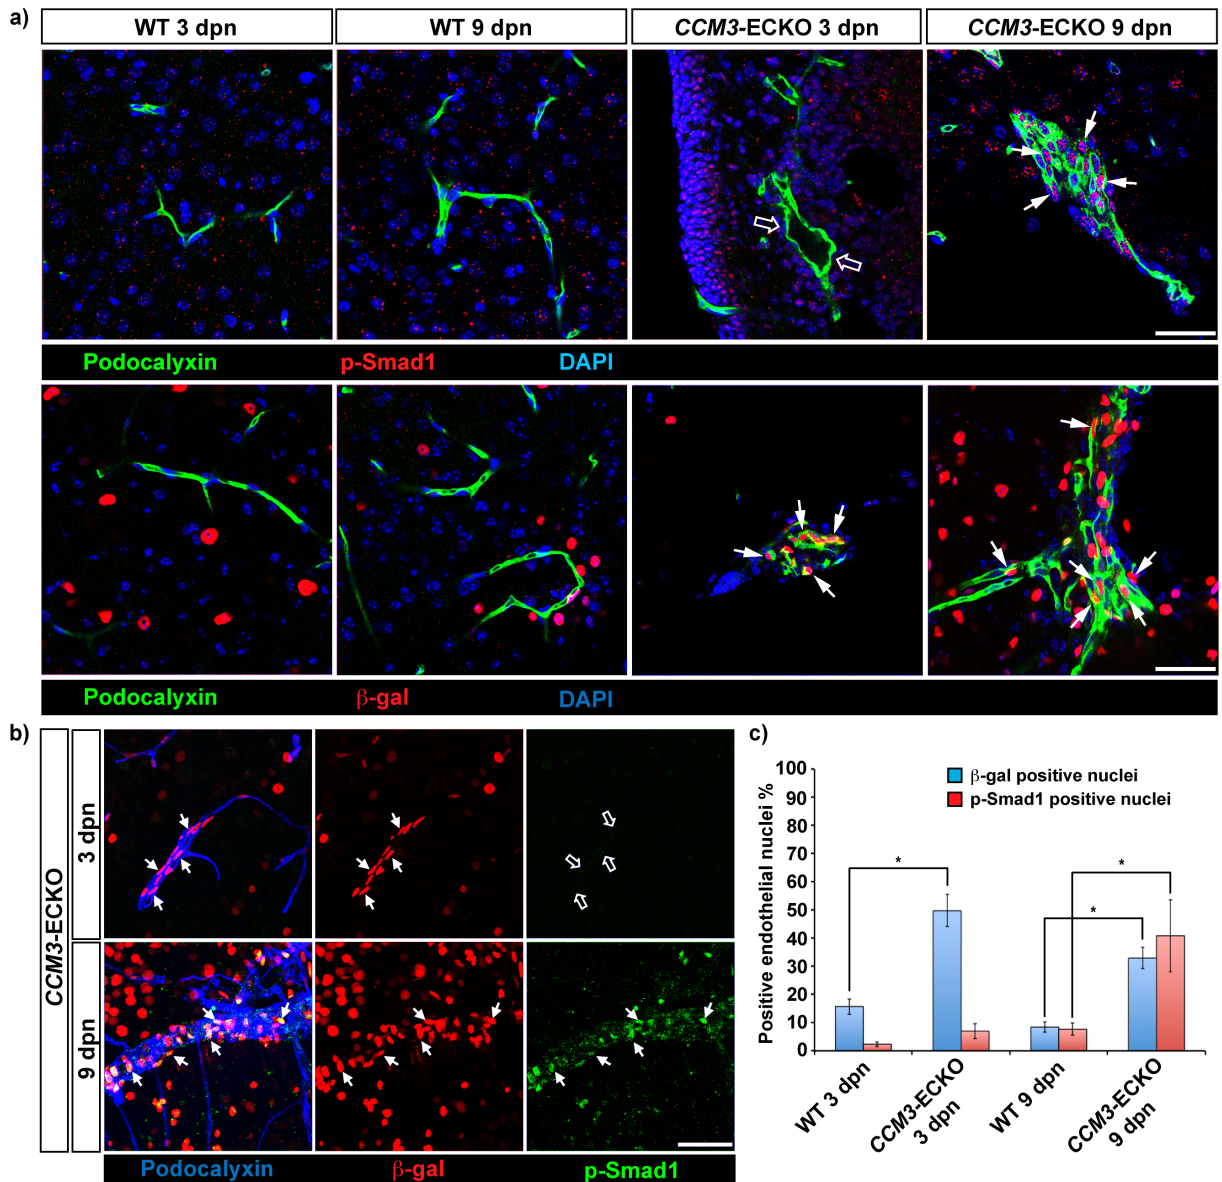 a)
WT 3 dpn
WT 9 dpn
CCM3-ECKO 3 dpn
CCM3-ECKO 9 dpn
Podocalyxin
p-Smad1
DAPI
Podocalyxin
β-gal
DAPI
b)
CCM3-ECKO
3 dpn
9 dpn
Podocalyxin
β-gal
p-Smad1
c)
Positive endothelial nuclei %
100
90
80
70
60
50
40
30
20
10
0
β-gal positive nuclei
p-Smad1 positive nuclei
*
*
*
WT 3 dpn
CCM3-ECKO
3 dpn
WT 9 dpn
CCM3-ECKO
9 dpn